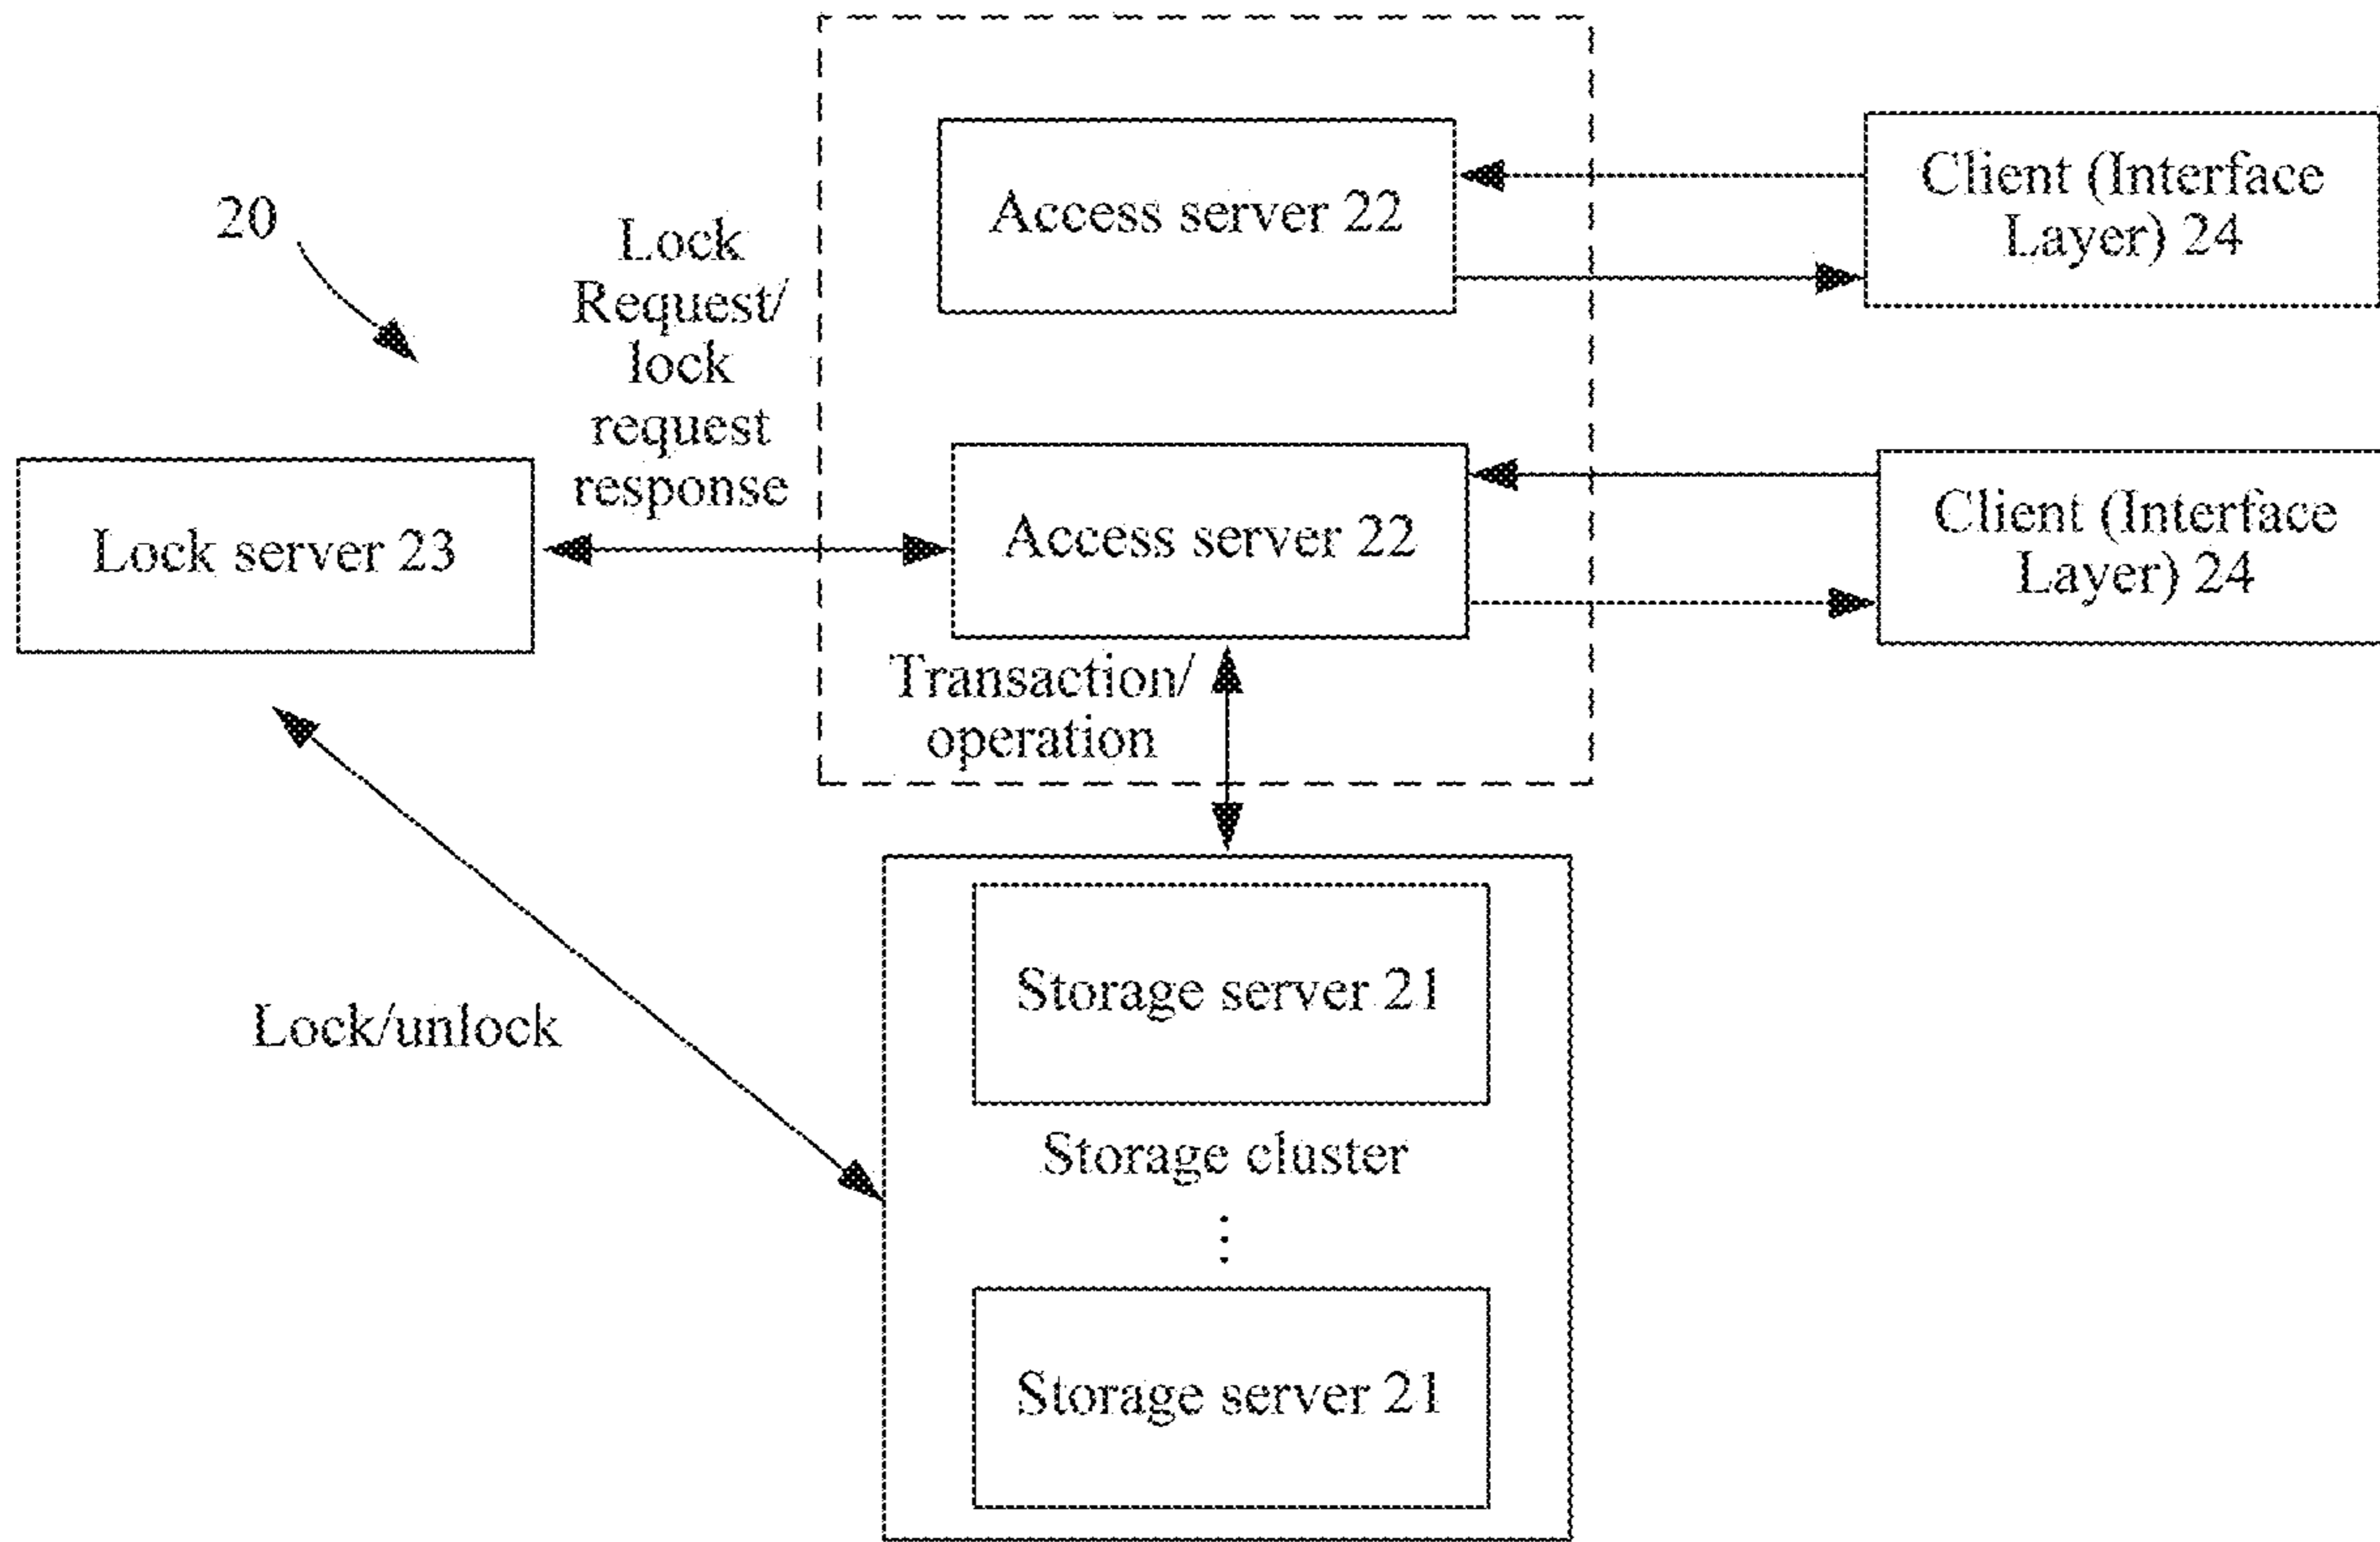 20
Lock
Request/
lock
request
response
Access server 22
Client (Interface
Layer) 24
Lock server 23
Access server 22
Client (Interface
Layer) 24
Transaction/
operation
Lock/unlock
Storage server 21
Storage cluster
⋮
Storage server 21